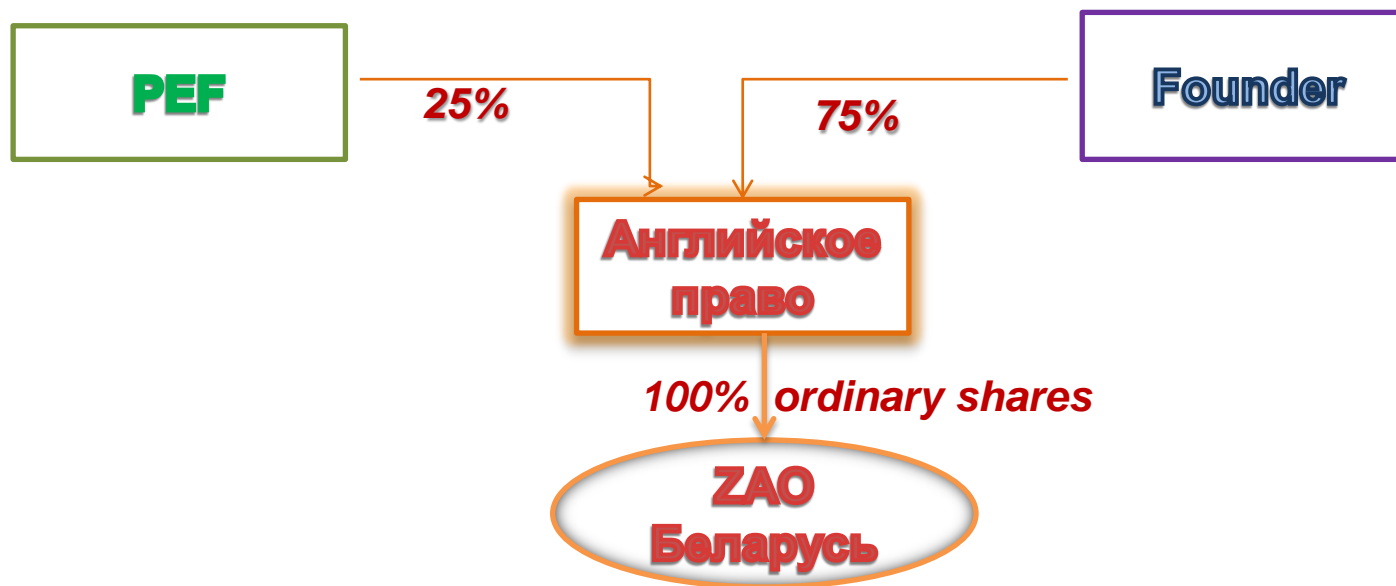 PEF
Founder
25%
75%
Английское
право
100% ordinary shares
ZAO
Беларусь